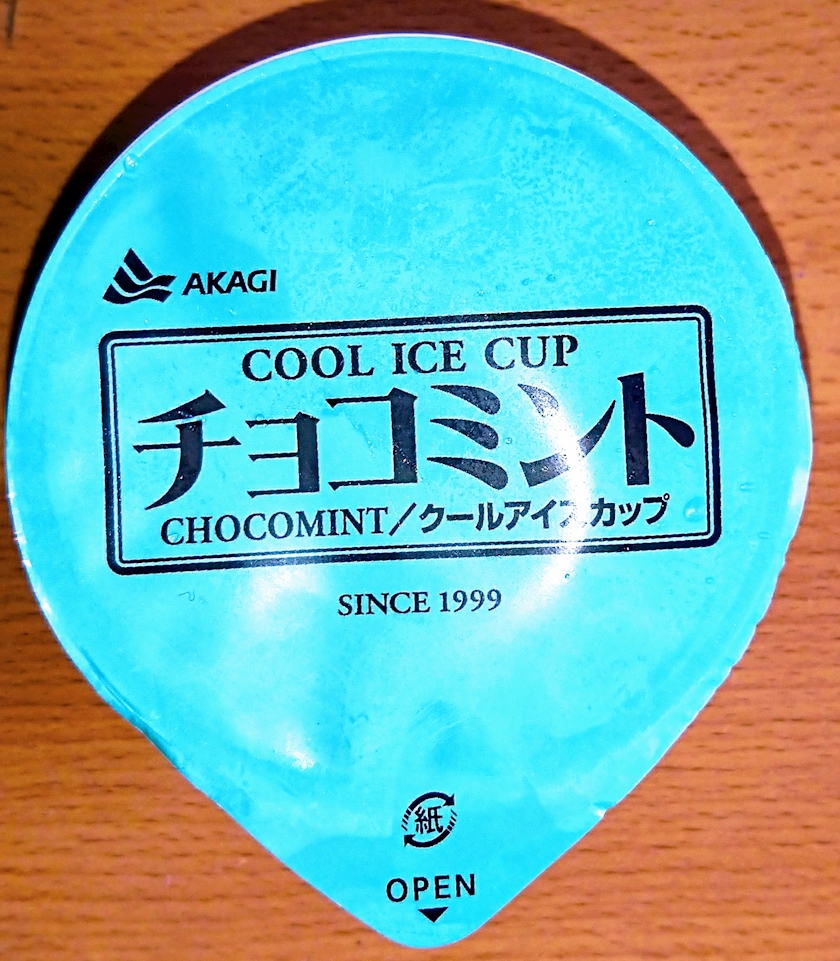 AKAGI
COOL ICE CUP
チョコミント
CHOCOMINT/クールアイスカップ
SINCE 1999
紙
OPEN